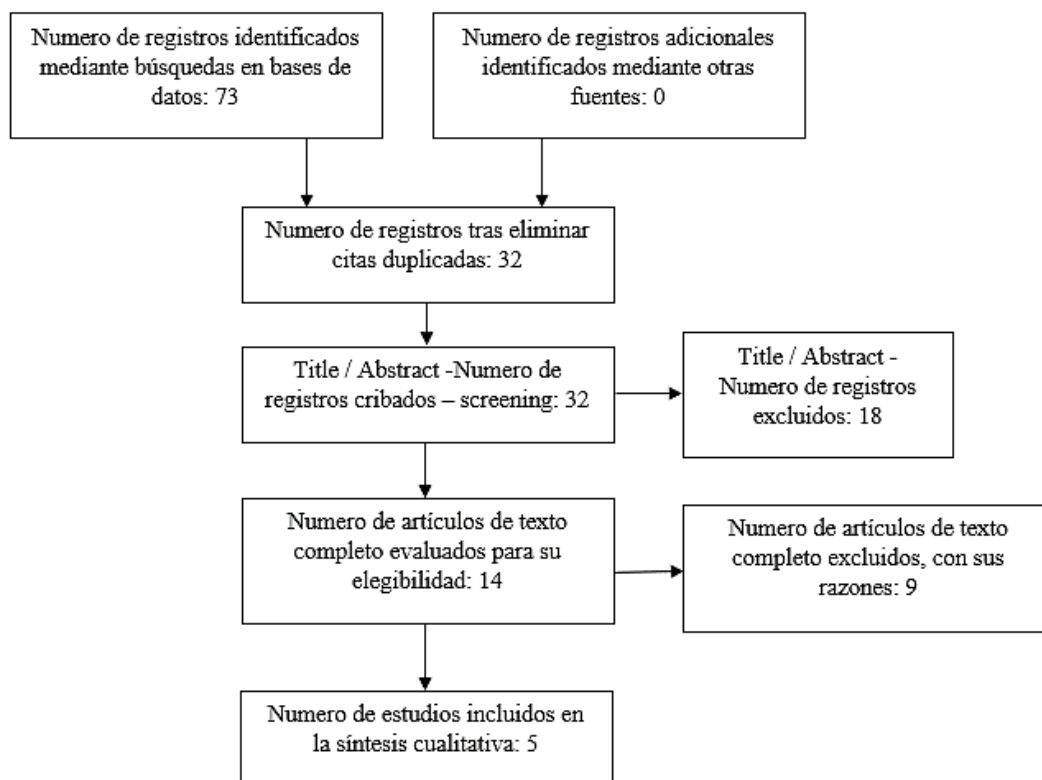 Numero de registros identificados
mediante búsquedas en bases de
datos: 73
Numero de registros adicionales
identificados mediante otras
fuentes: 0
Numero de registros tras eliminar
citas duplicadas: 32
Title / Abstract -Numero de
registros cribados – screening: 32
Title / Abstract -
Numero de registros
excluidos: 18
Numero de artículos de texto
completo evaluados para su
elegibilidad: 14
Numero de artículos de texto
completo excluidos, con sus
razones: 9
Numero de estudios incluidos en
la síntesis cualitativa: 5